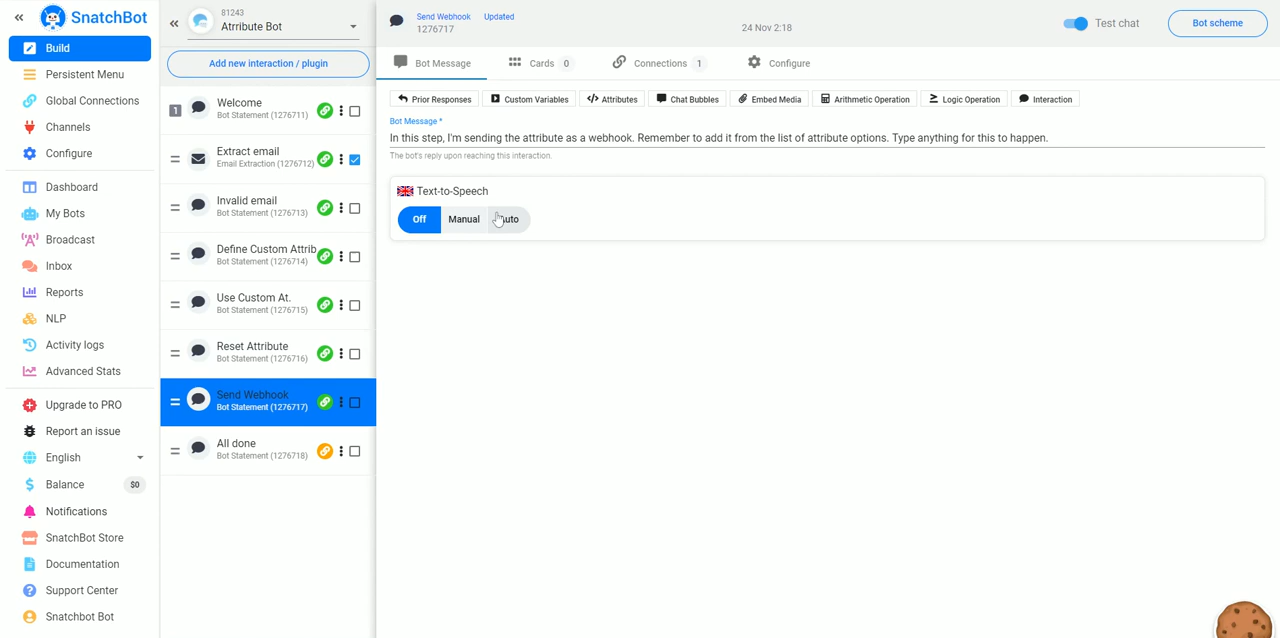 «
SnatchBot
Build
Persistent Menu
Global Connections
Channels
Configure
Dashboard
My Bots
Broadcast
Inbox
Reports
NLP
Activity logs
Advanced Stats
Upgrade to PRO
Report an issue
English
Balance $0
Notifications
SnatchBot Store
Documentation
Support Center
Snatchbot Bot
«
81243
Atrribute Bot
Add new interaction / plugin
1
Welcome
Bot Statement (1276711)
Extract email
Email Extraction (1276712)
Invalid email
Bot Statement (1276713)
Define Custom Attrib
Bot Statement (1276714)
Use Custom At.
Bot Statement (1276715)
Reset Attribute
Bot Statement (1276716)
Send Webhook
Bot Statement (1276717)
All done
Bot Statement (1276718)
Send Webhook Updated
1276717
24 Nov 2:18
Test chat
Bot scheme
Bot Message
Cards 0
Connections 1
Configure
Prior Responses
Custom Variables
Attributes
Chat Bubbles
Embed Media
Arithmetic Operation
Logic Operation
Interaction
Bot Message *
In this step, I'm sending the attribute as a webhook. Remember to add it from the list of attribute options. Type anything for this to happen.
The bot's reply upon reaching this interaction.
Text-to-Speech
Off Manual Auto